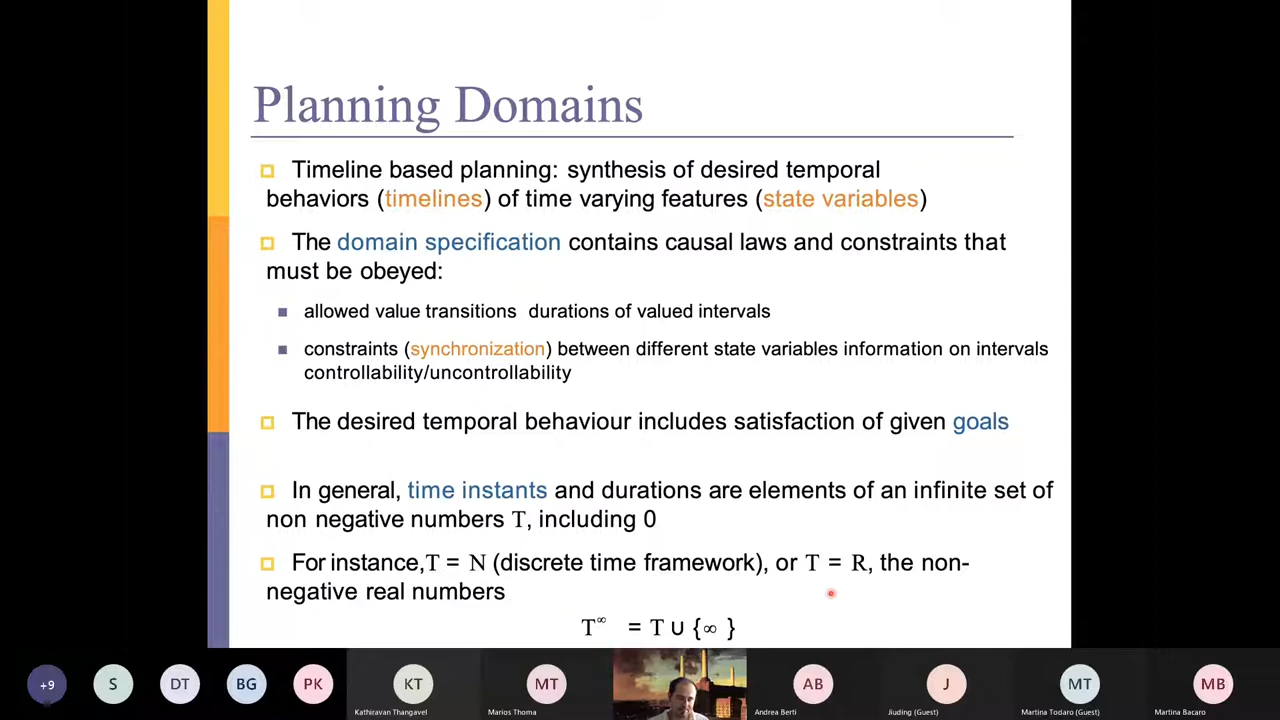 Planning Domains
Timeline based planning: synthesis of desired temporal
behaviors (timelines) of time varying features (state variables)
The domain specification contains causal laws and constraints that
must be obeyed:
allowed value transitions durations of valued intervals
constraints (synchronization) between different state variables information on intervals
controllability/uncontrollability
The desired temporal behaviour includes satisfaction of given goals
In general, time instants and durations are elements of an infinite set of
non negative numbers T, including 0
For instance,T = N (discrete time framework), or T = R, the non-
negative real numbers
T∞ = T ∪ {∞ }
+9
S
DT
BG
PK
KT
MT
AB
J
MT
MB
Kathiravan Thangavel
Marios Thoma
Andrea Berti
Jiuding (Guest)
Martina Todaro (Guest)
Martina Bacaro